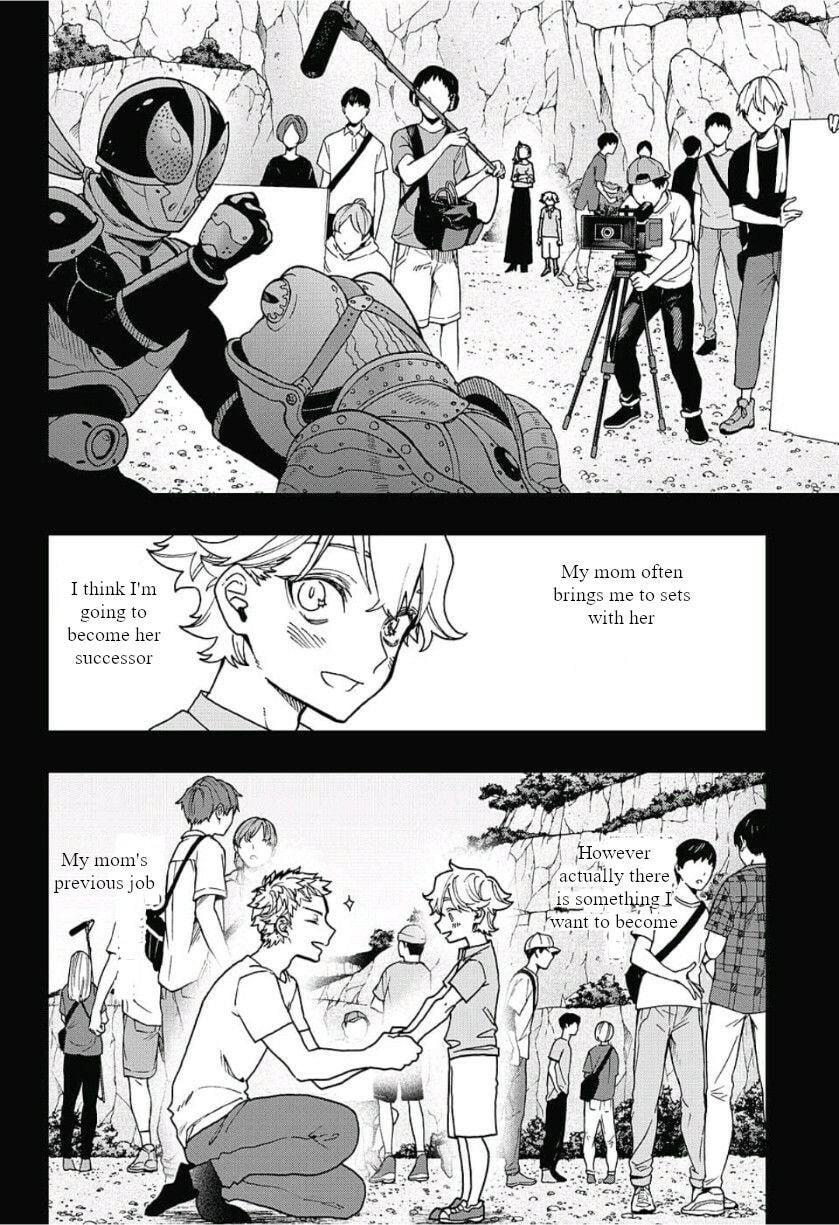 My mom often
brings me to sets
with her
I think I'm
going to
become her
successor
However
actually there
is something I
want to become
My mom's
previous job